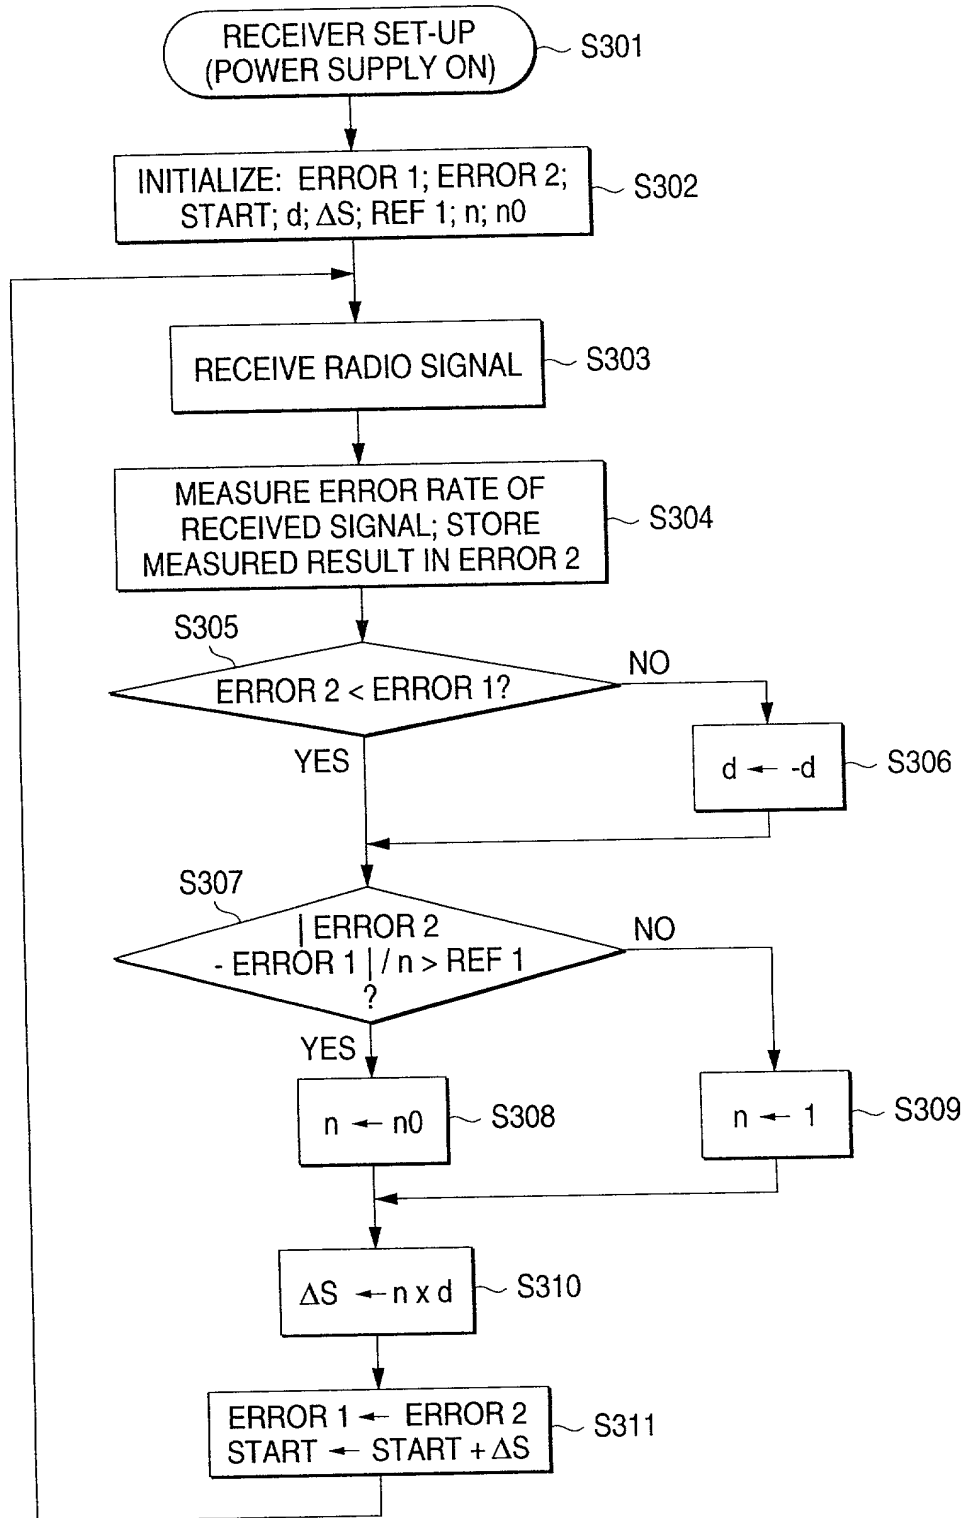 RECEIVER SET-UP
(POWER SUPPLY ON)
S301
INITIALIZE: ERROR 1; ERROR 2;
START; d; ΔS; REF 1; n; n0
S302
RECEIVE RADIO SIGNAL
S303
MEASURE ERROR RATE OF
RECEIVED SIGNAL; STORE
MEASURED RESULT IN ERROR 2
S304
S305
ERROR 2 < ERROR 1?
NO
YES
d ← -d
S306
S307
| ERROR 2
- ERROR 1 | / n > REF 1
?
NO
YES
n ← n0
S308
n ← 1
S309
ΔS ← n x d
S310
ERROR 1 ← ERROR 2
START ← START + ΔS
S311